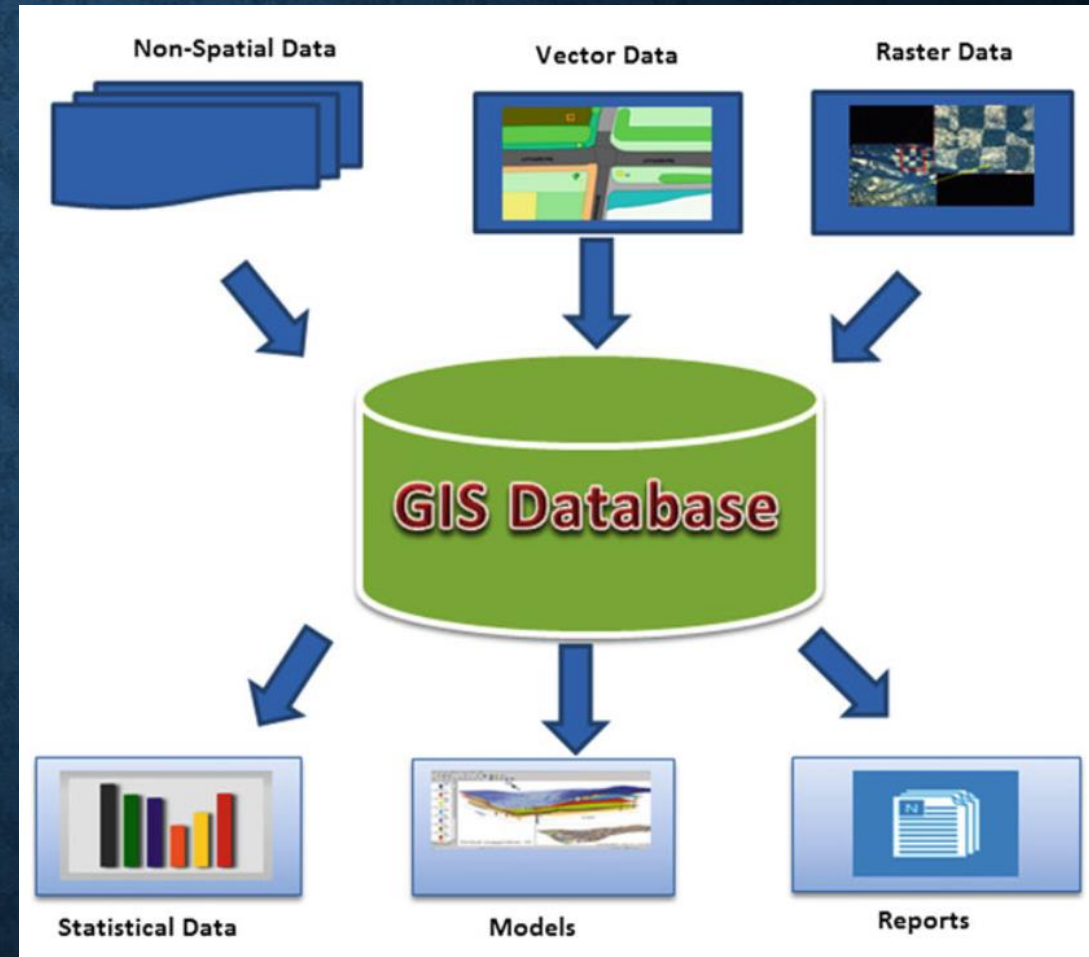 Non-Spatial Data
Vector Data
Raster Data
GIS Database
N
Statistical Data
Models
Reports